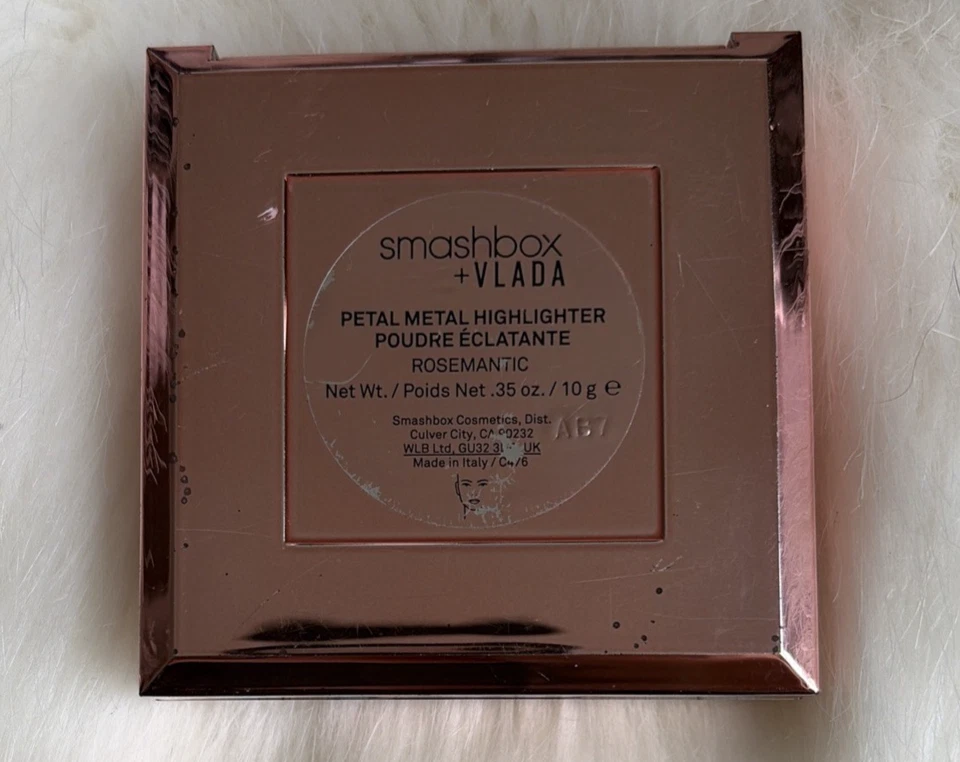 smashbox
+VLADA
PETAL METAL HIGHLIGHTER
POUDRE ÉCLATANTE
ROSEMANTIC
Net Wt. / Poids Net .35 oz. / 10 g ℮
Smashbox Cosmetics, Dist.
Culver City, CA 90232
AB7
WLB Ltd, GU32 UK
Made in Italy /